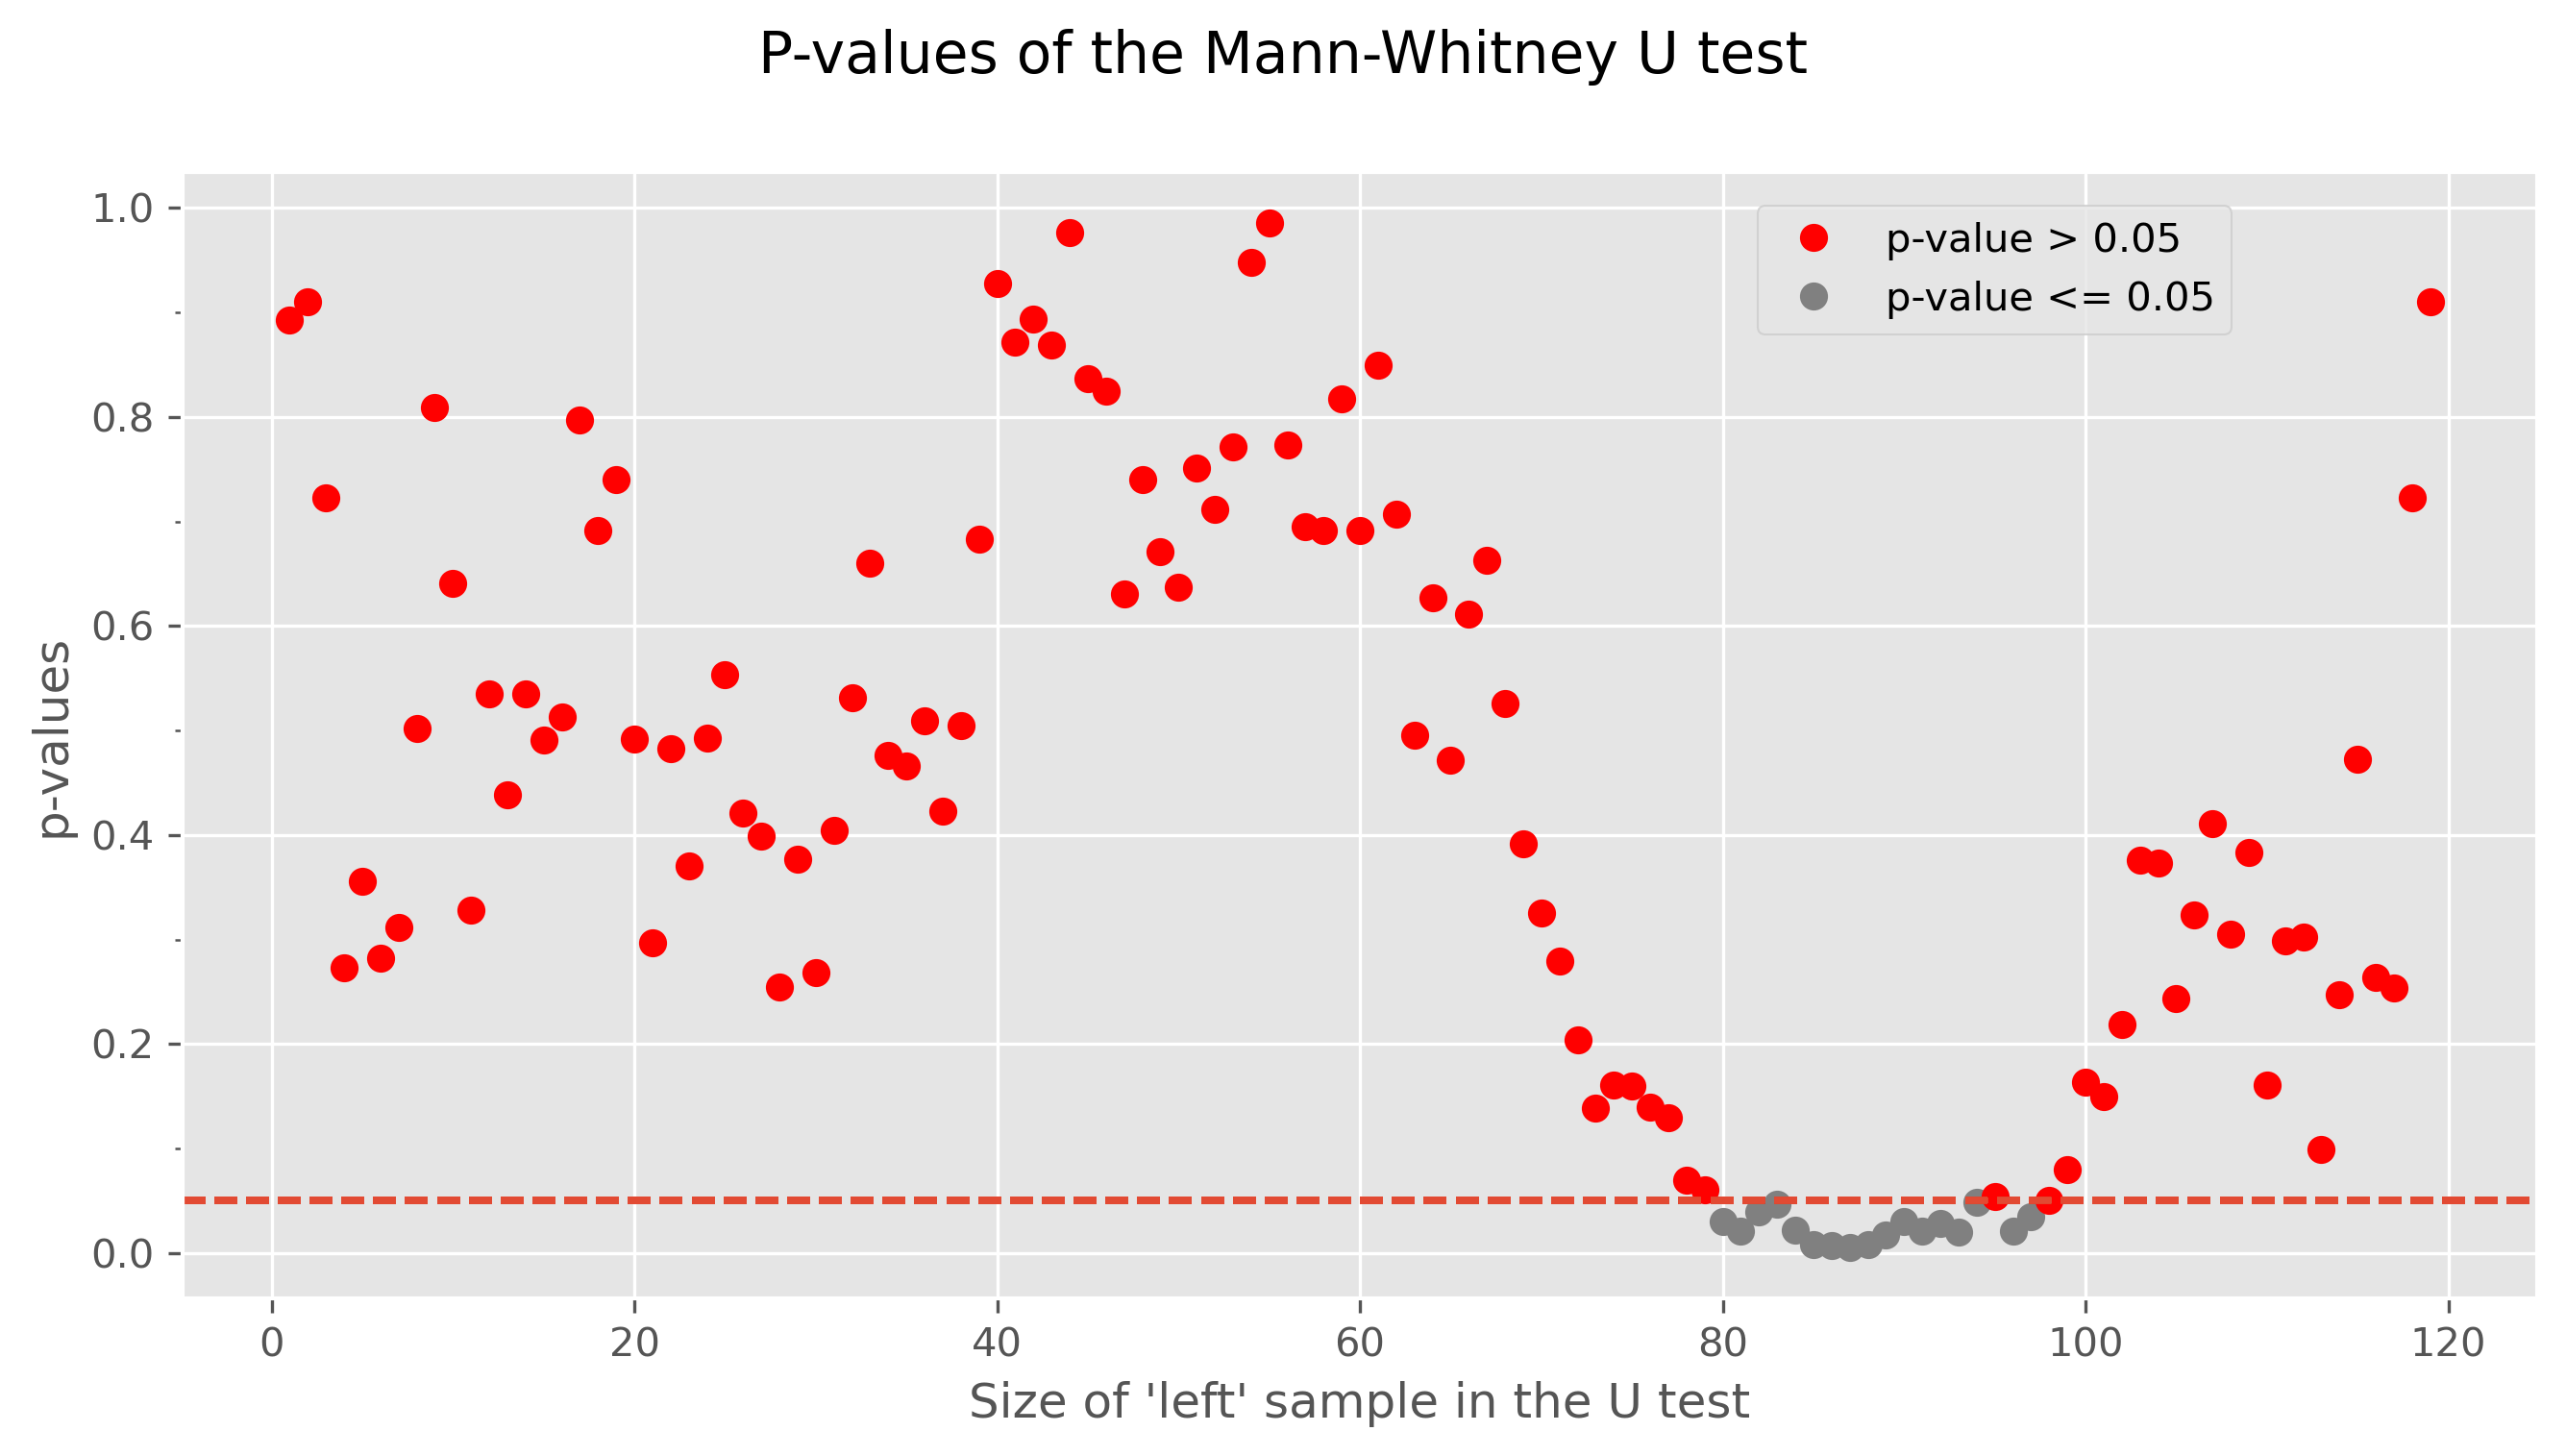 P-values of the Mann-Whitney U test
p-value > 0.05
p-value <= 0.05
p-values
1.0
0.8
0.6
0.4
0.2
0.0
0 20 40 60 80 100 120
Size of 'left' sample in the U test